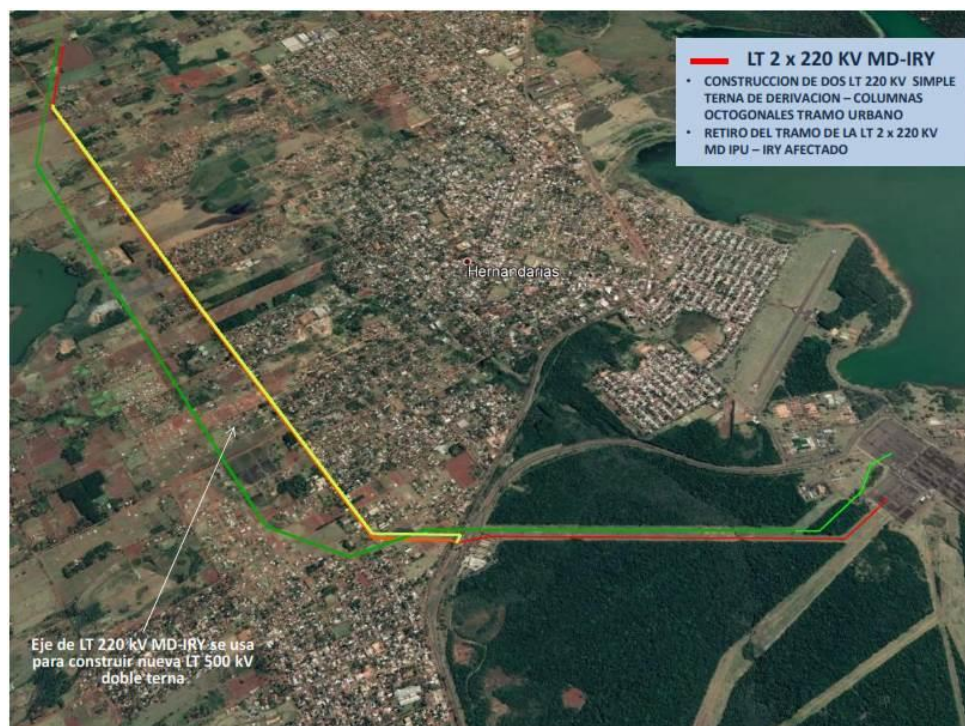 LT 2 x 220 KV MD-IRY
• CONSTRUCCION DE DOS LT 220 KV SIMPLE
TERNA DE DERIVACION – COLUMNAS
OCTOGONALES TRAMO URBANO
• RETIRO DEL TRAMO DE LA LT 2 x 220 KV
MD IPU – IRY AFECTADO
Hernandarias
Eje de LT 220 kV MD-IRY se usa
para construir nueva LT 500 kV
doble terna